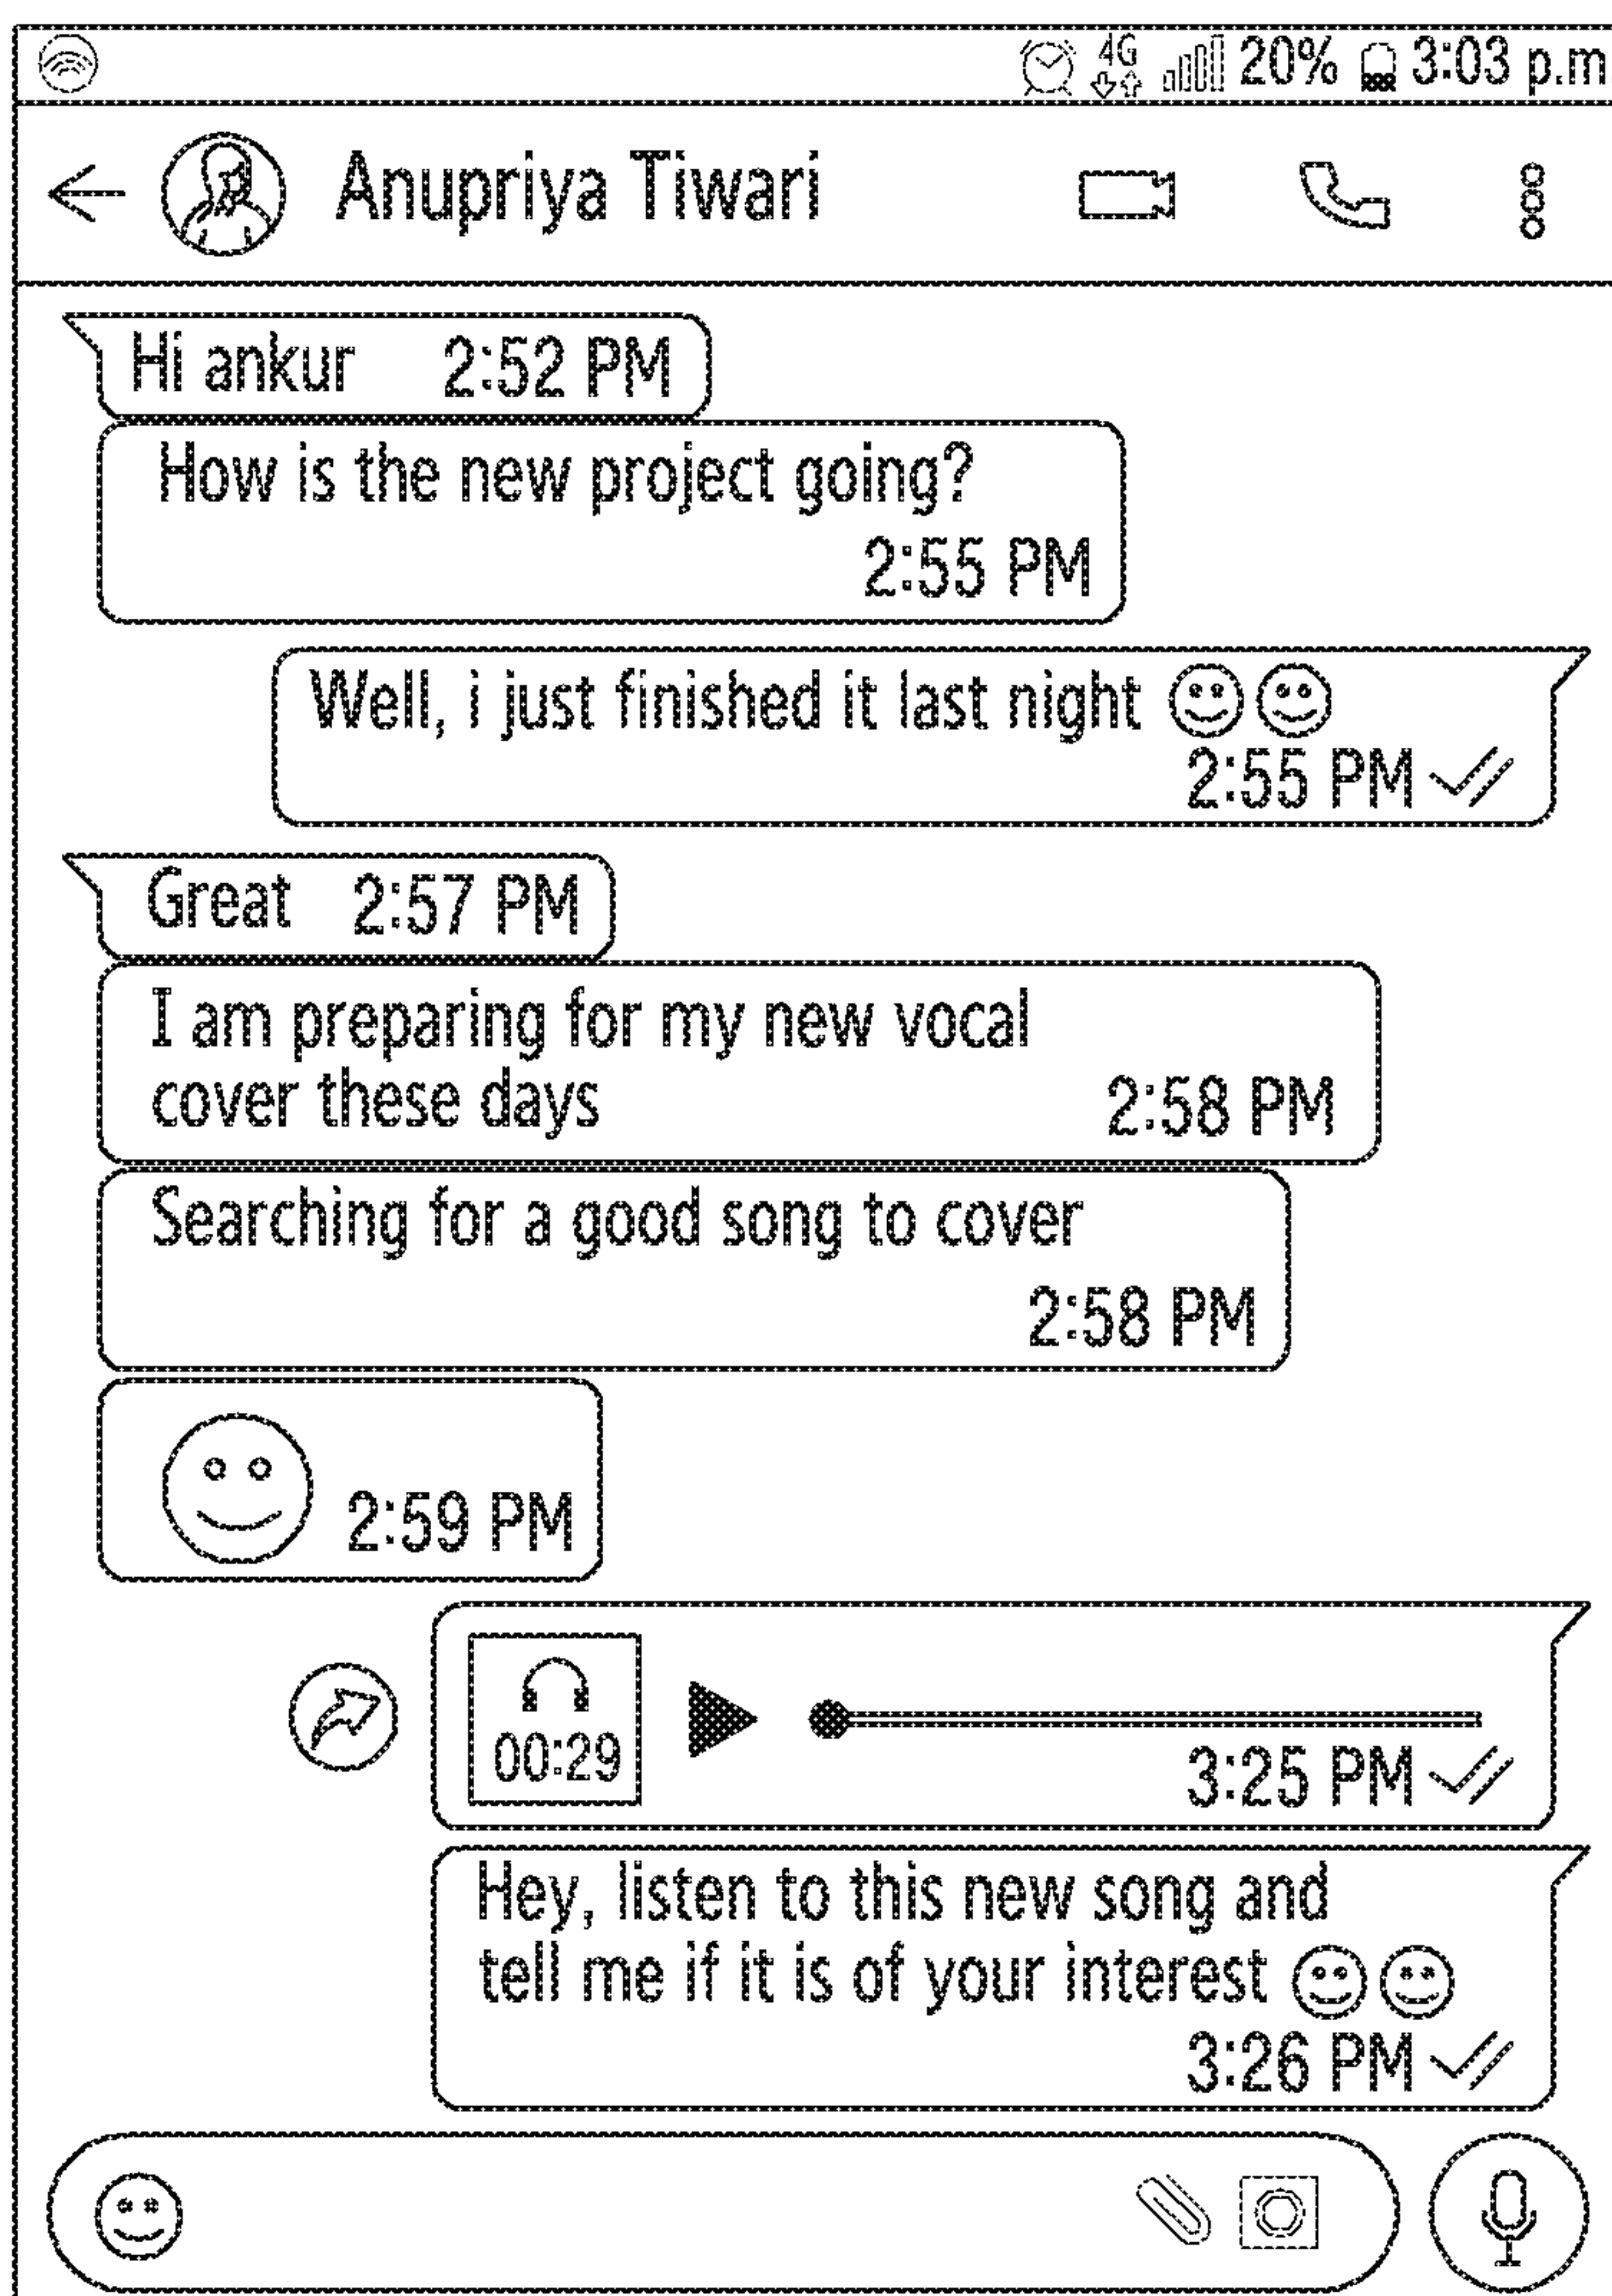 4G 20% 3:03 p.m.
Anupriya Tiwari
Hi ankur 2:52 PM
How is the new project going?
2:55 PM
Well, i just finished it last night
2:55 PM
Great 2:57 PM
I am preparing for my new vocal
cover these days 2:58 PM
Searching for a good song to cover
2:58 PM
2:59 PM
00:29
3:25 PM
Hey, listen to this new song and
tell me if it is of your interest
3:26 PM